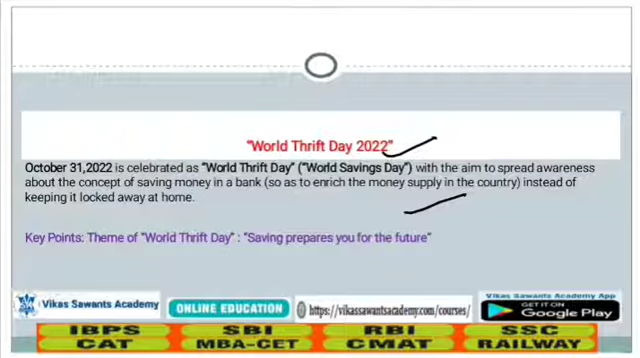 "World Thrift Day 2022"
October 31,2022 is celebrated as "World Thrift Day" ("World Savings Day") with the aim to spread awareness
about the concept of saving money in a bank (so as to enrich the money supply in the country) instead of
keeping it locked away at home.
Key Points: Theme of "World Thrift Day" : "Saving prepares you for the future"
Vikas Sawants Academy
ONLINE EDUCATION
https://vikassawantsacademy.com/courses/
Vikas Sawants Academy App
GET IT ON
Google Play
IBPS SBI RBI SSC
CAT MBA-CET CMAT RAILWAY